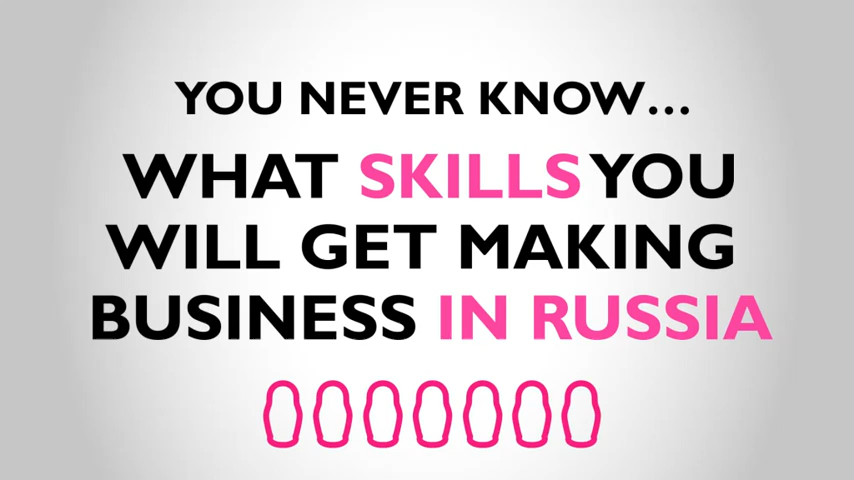 YOU NEVER KNOW...
WHAT SKILLS YOU
WILL GET MAKING
BUSINESS IN RUSSIA